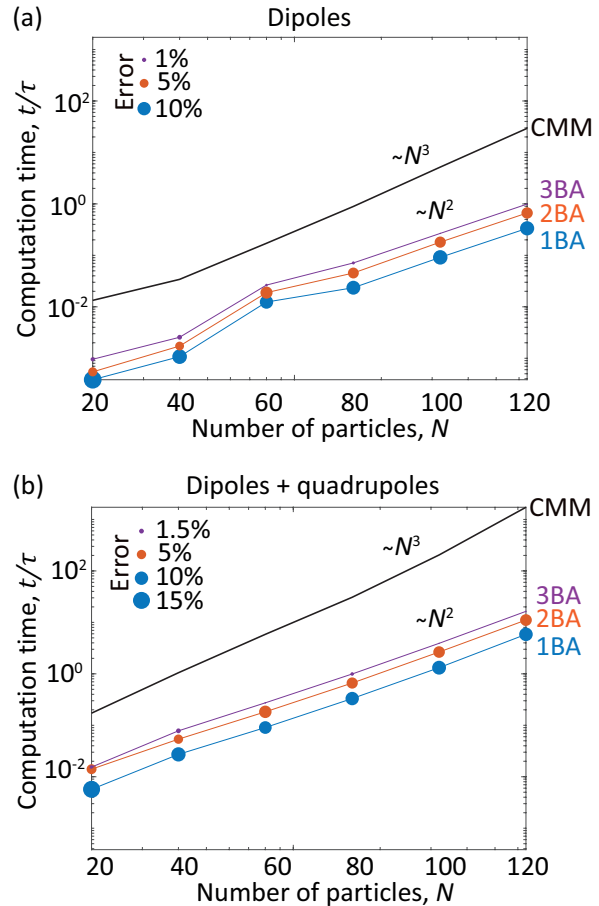 (a) Dipoles
Error
1%
5%
10%
Computation time, t/τ
10²
10⁰
10⁻²
~N³
~N²
CMM
3BA
2BA
1BA
20 40 60 80 100 120
Number of particles, N
(b) Dipoles + quadrupoles
Error
1.5%
5%
10%
15%
Computation time, t/τ
10²
10⁰
10⁻²
~N³
~N²
CMM
3BA
2BA
1BA
20 40 60 80 100 120
Number of particles, N